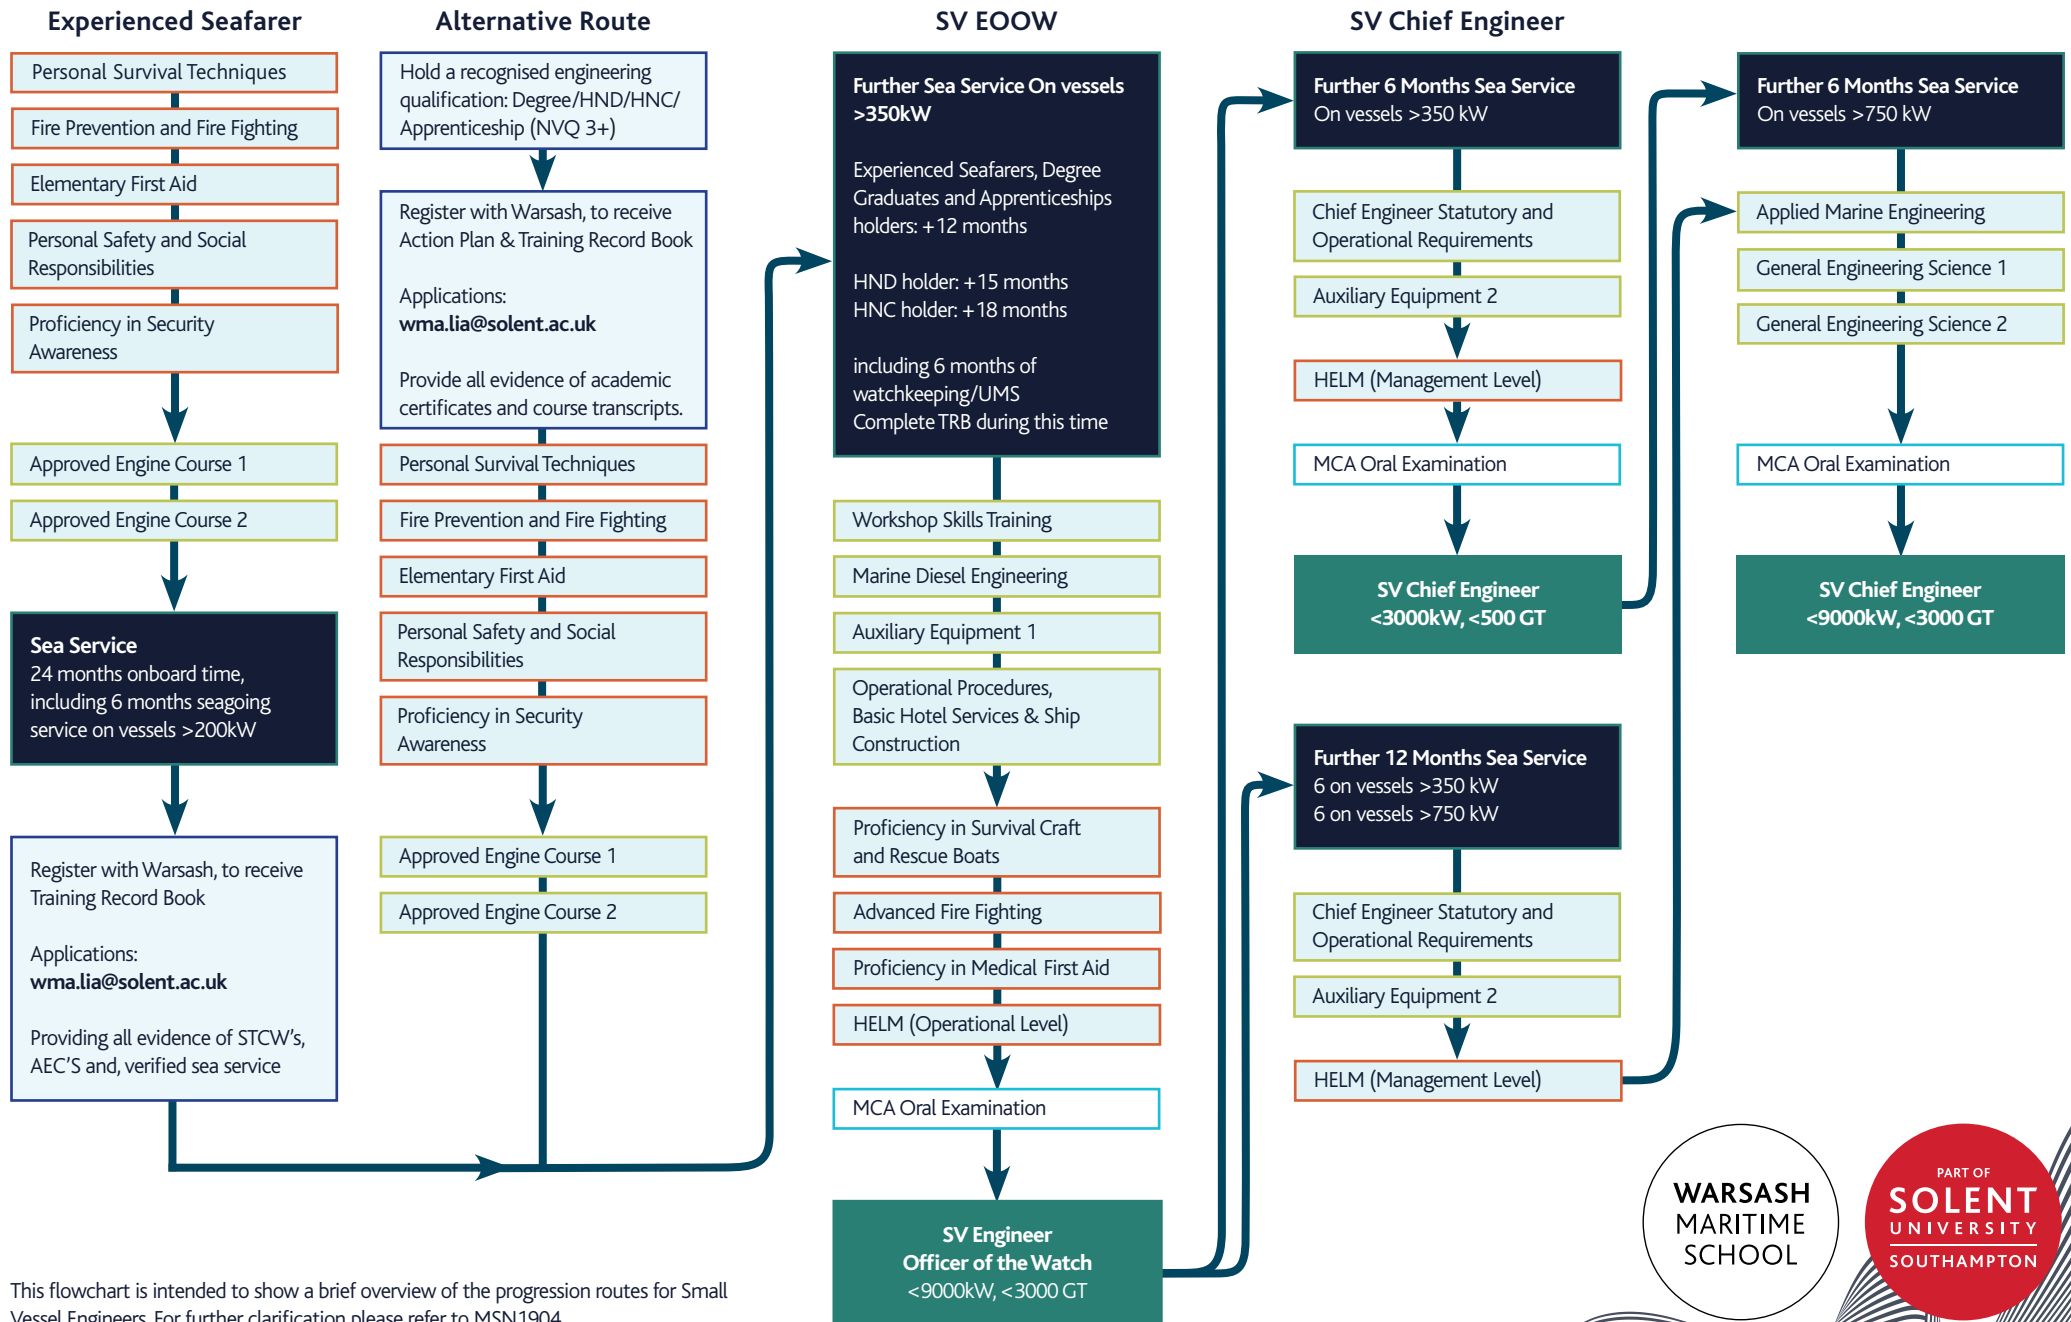 Experienced Seafarer
Personal Survival Techniques
Fire Prevention and Fire Fighting
Elementary First Aid
Personal Safety and Social
Responsibilities
Proficiency in Security
Awareness
Approved Engine Course 1
Approved Engine Course 2
Sea Service
24 months onboard time,
including 6 months seagoing
service on vessels >200kW
Register with Warsash, to receive
Training Record Book
Applications:
wma.lia@solent.ac.uk
Providing all evidence of STCW's,
AEC'S and, verified sea service
Alternative Route
Hold a recognised engineering
qualification: Degree/HND/HNC/
Apprenticeship (NVQ 3+)
Register with Warsash, to receive
Action Plan & Training Record Book
Applications:
wma.lia@solent.ac.uk
Provide all evidence of academic
certificates and course transcripts.
Personal Survival Techniques
Fire Prevention and Fire Fighting
Elementary First Aid
Personal Safety and Social
Responsibilities
Proficiency in Security
Awareness
Approved Engine Course 1
Approved Engine Course 2
SV EOOW
Further Sea Service On vessels
>350kW
Experienced Seafarers, Degree
Graduates and Apprenticeships
holders: +12 months
HND holder: +15 months
HNC holder: +18 months
including 6 months of
watchkeeping/UMS
Complete TRB during this time
Workshop Skills Training
Marine Diesel Engineering
Auxiliary Equipment 1
Operational Procedures,
Basic Hotel Services & Ship
Construction
Proficiency in Survival Craft
and Rescue Boats
Advanced Fire Fighting
Proficiency in Medical First Aid
HELM (Operational Level)
MCA Oral Examination
SV Engineer
Officer of the Watch
<9000kW, <3000 GT
SV Chief Engineer
Further 6 Months Sea Service
On vessels >350 kW
Chief Engineer Statutory and
Operational Requirements
Auxiliary Equipment 2
HELM (Management Level)
MCA Oral Examination
SV Chief Engineer
<3000kW, <500 GT
Further 12 Months Sea Service
6 on vessels >350 kW
6 on vessels >750 kW
Chief Engineer Statutory and
Operational Requirements
Auxiliary Equipment 2
HELM (Management Level)
Further 6 Months Sea Service
On vessels >750 kW
Applied Marine Engineering
General Engineering Science 1
General Engineering Science 2
MCA Oral Examination
SV Chief Engineer
<9000kW, <3000 GT
This flowchart is intended to show a brief overview of the progression routes for Small
Vessel Engineers. For further clarification please refer to MSN1904
WARSASH
MARITIME
SCHOOL
PART OF
SOLENT
UNIVERSITY
SOUTHAMPTON